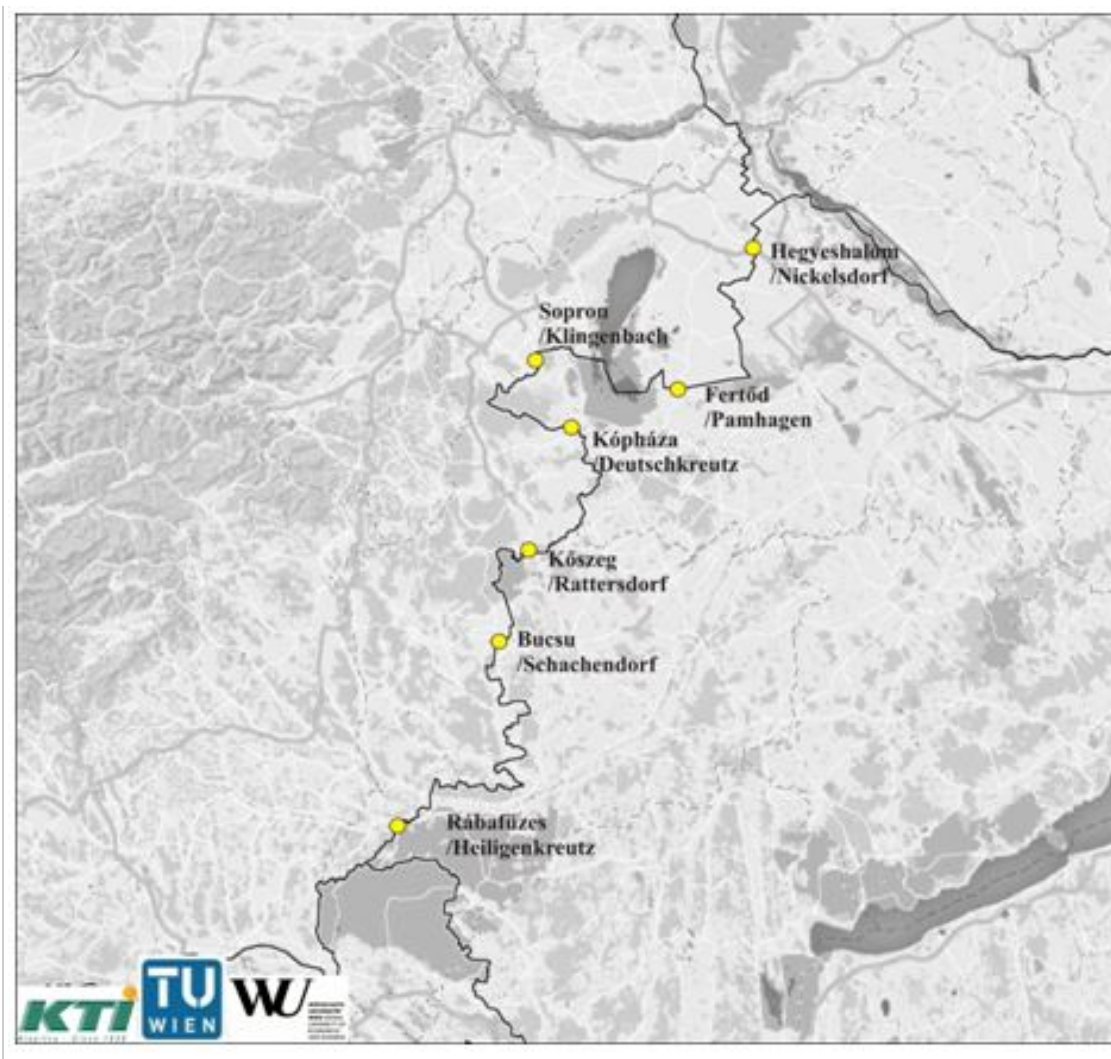 Hegyeshalom
/Nickelsdorf
Sopron
/Klingenbach
Fertőd
/Pamhagen
Kópháza
/Deutschkreutz
Kőszeg
/Rattersdorf
Bucsu
/Schachendorf
Rábafüzes
/Heiligenkreutz
KTI
TU
WIEN
WU